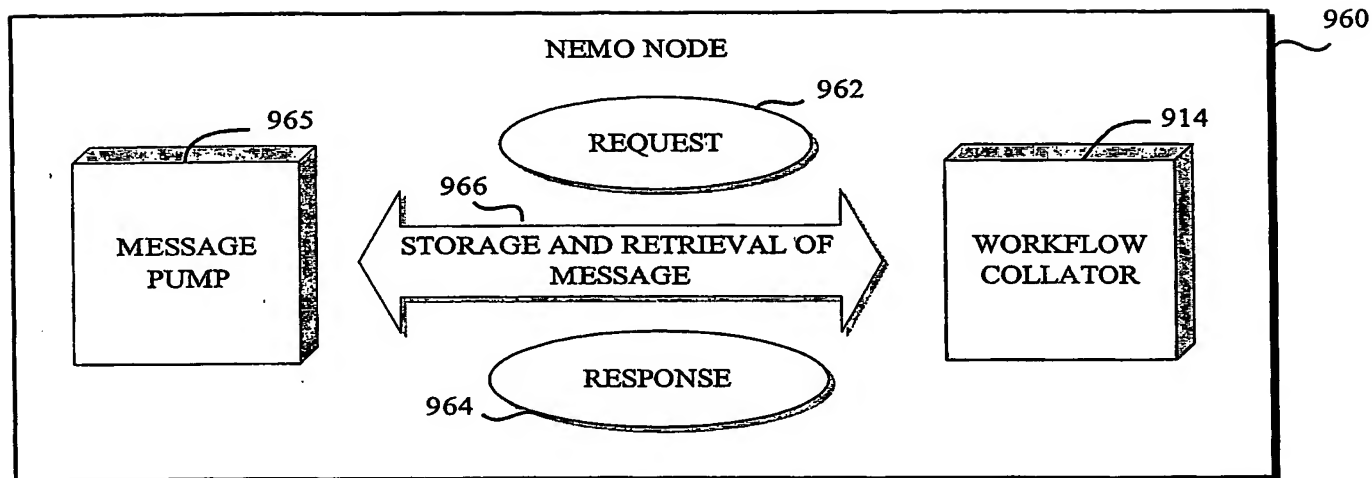 960
NEMO NODE
962
965
REQUEST
914
966
MESSAGE
PUMP
STORAGE AND RETRIEVAL OF
MESSAGE
WORKFLOW
COLLATOR
RESPONSE
964